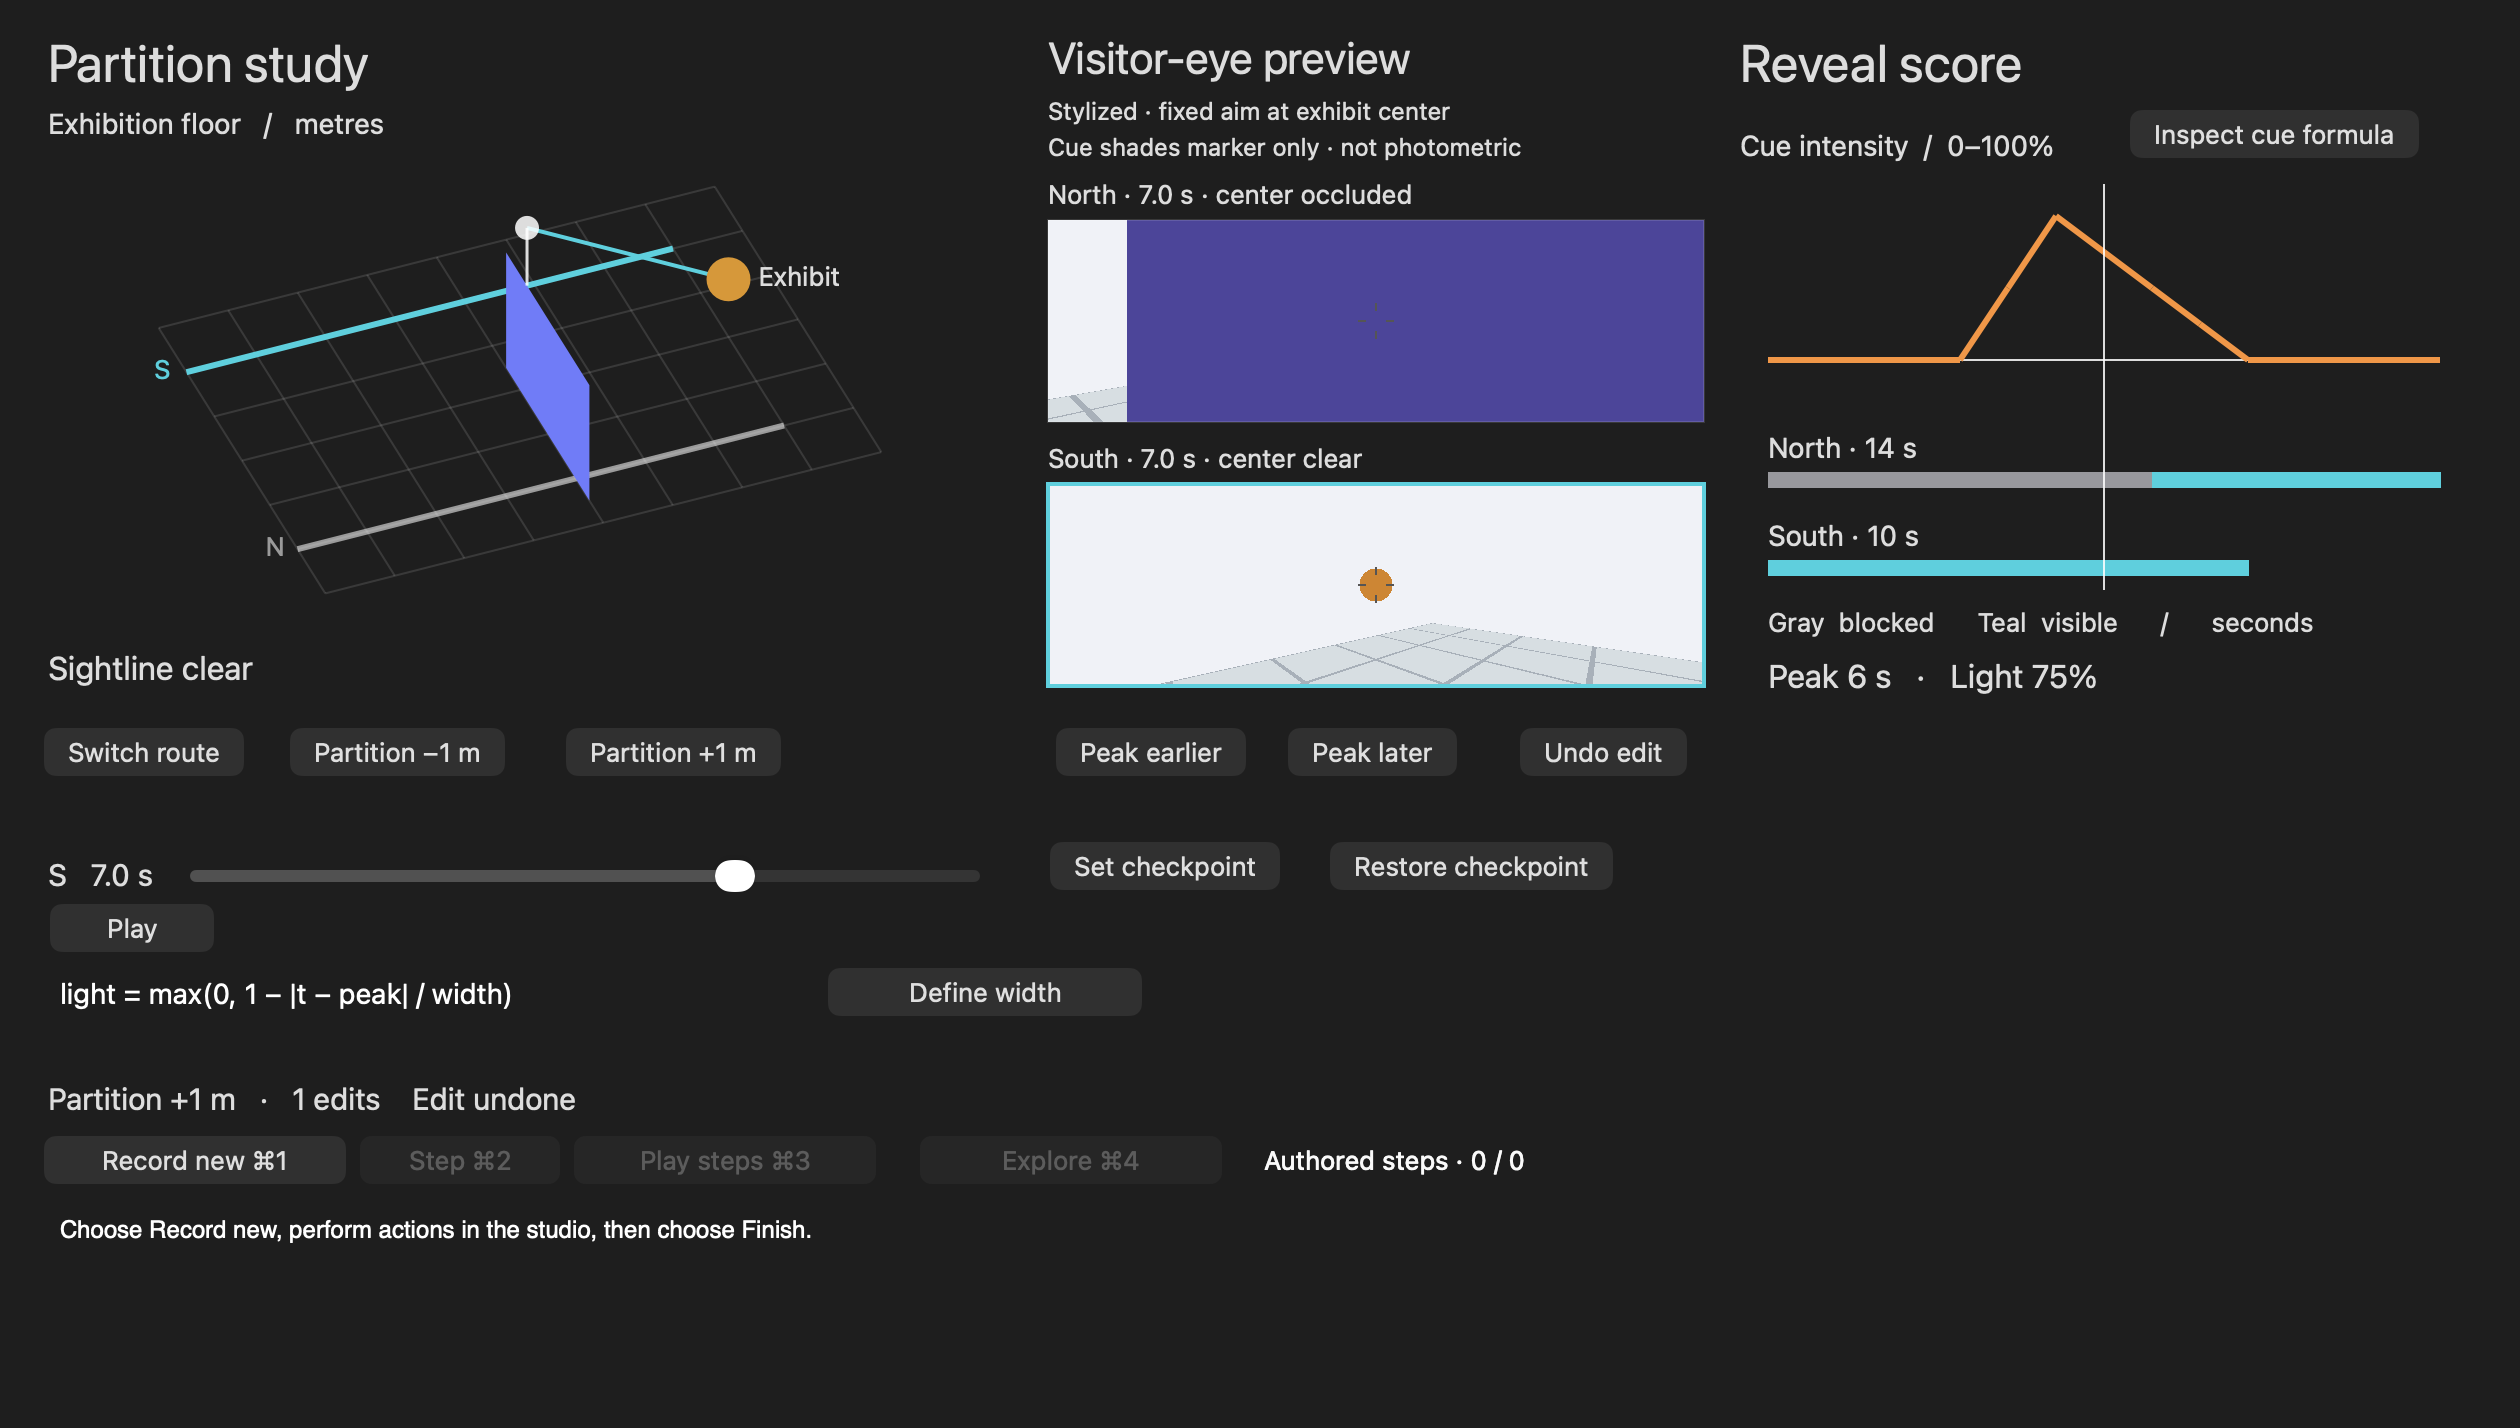 Partition study
Exhibition floor / metres
Exhibit
S
N
Sightline clear
Switch route
Partition –1 m
Partition +1 m
S 7.0 s
Play
light = max(0, 1 – |t – peak| / width)
Define width
Visitor-eye preview
Stylized · fixed aim at exhibit center
Cue shades marker only · not photometric
North · 7.0 s · center occluded
South · 7.0 s · center clear
Peak earlier
Peak later
Undo edit
Set checkpoint
Restore checkpoint
Reveal score
Cue intensity / 0–100%
Inspect cue formula
North · 14 s
South · 10 s
Gray blocked Teal visible / seconds
Peak 6 s · Light 75%
Partition +1 m · 1 edits Edit undone
Record new ⌘1
Step ⌘2
Play steps ⌘3
Explore ⌘4
Authored steps · 0 / 0
Choose Record new, perform actions in the studio, then choose Finish.